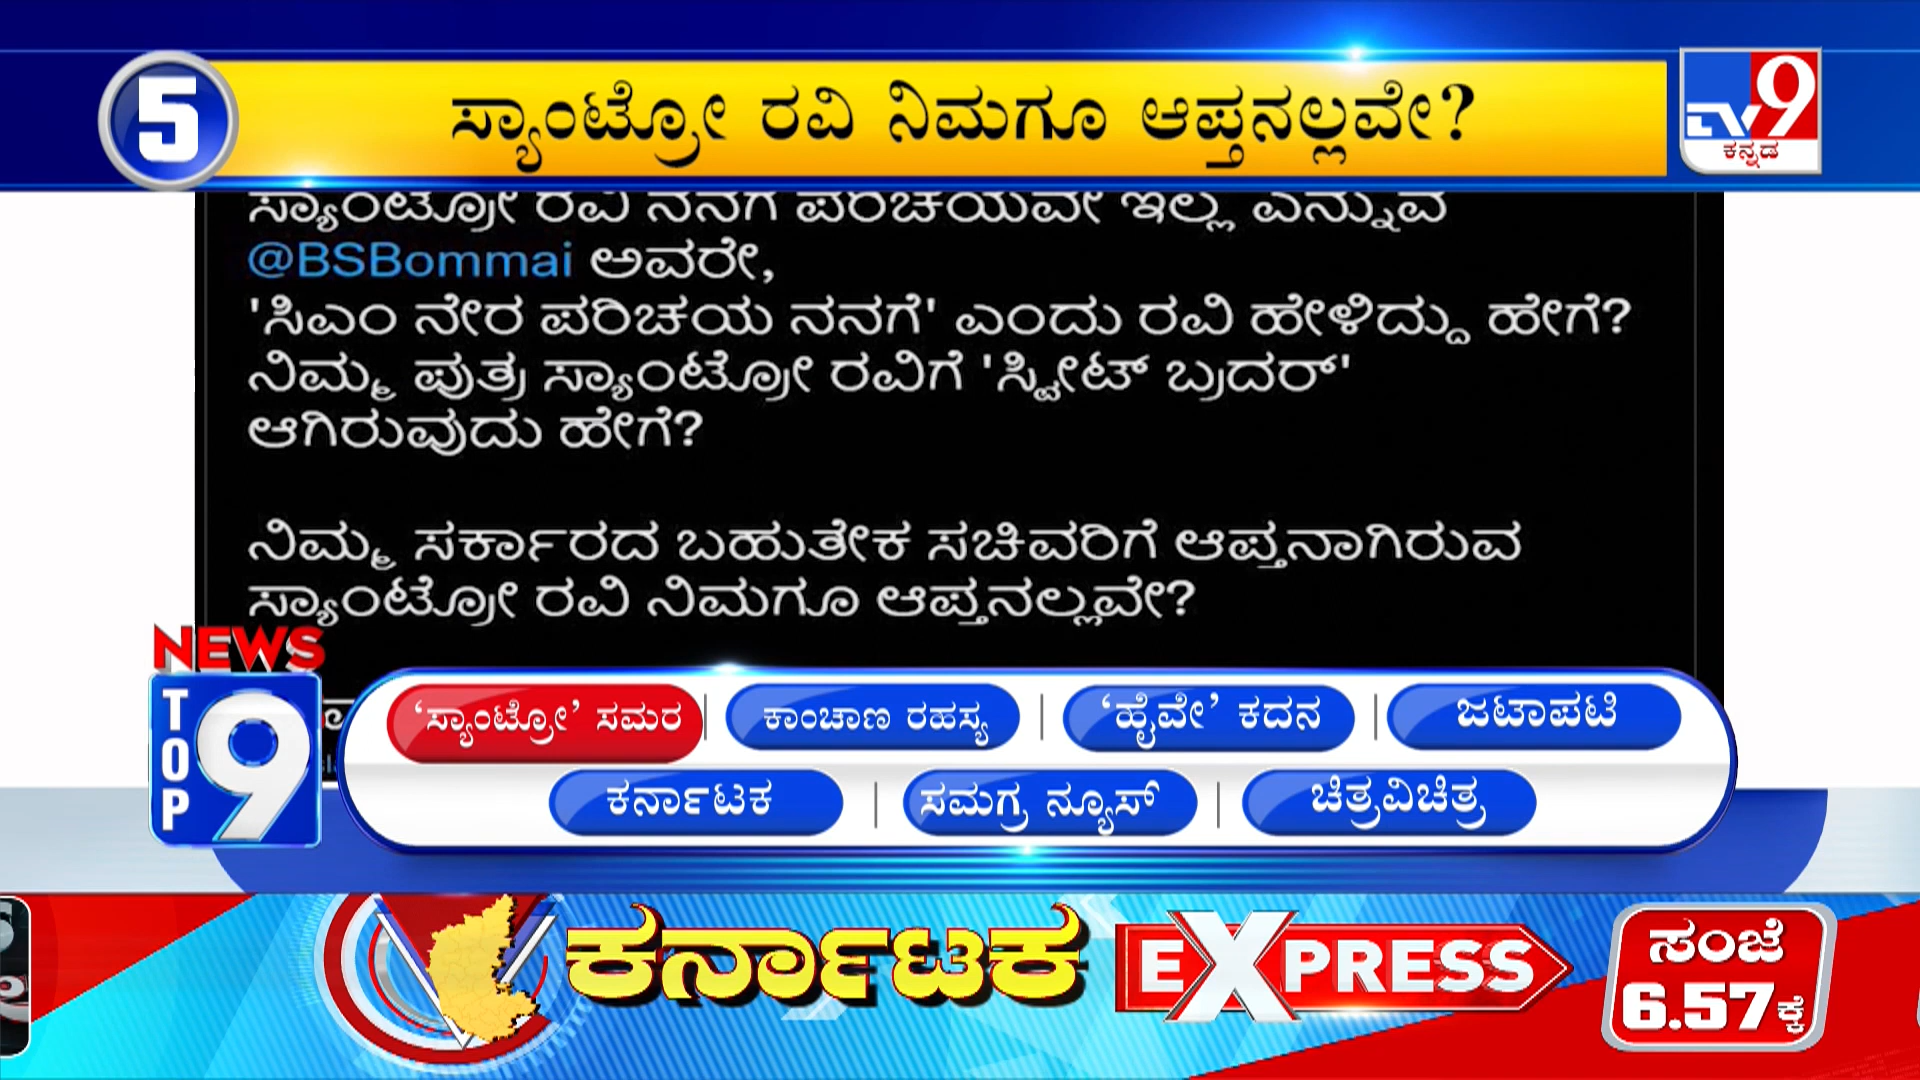 5
ಸ್ಯಾಂಟ್ರೋ ರವಿ ನಿಮಗೂ ಆಪ್ತನಲ್ಲವೇ?
TV9
ಕನ್ನಡ
ಸ್ಯಾಂಟ್ರೋ ರವಿ ನನಗೆ ಪರಿಚಯವೇ ಇಲ್ಲ ಎನ್ನುವ
@BSBommai ಅವರೇ,
'ಸಿಎಂ ನೇರ ಪರಿಚಯ ನನಗೆ' ಎಂದು ರವಿ ಹೇಳಿದ್ದು ಹೇಗೆ?
ನಿಮ್ಮ ಪುತ್ರ ಸ್ಯಾಂಟ್ರೋ ರವಿಗೆ 'ಸ್ವೀಟ್ ಬ್ರದರ್'
ಆಗಿರುವುದು ಹೇಗೆ?
ನಿಮ್ಮ ಸರ್ಕಾರದ ಬಹುತೇಕ ಸಚಿವರಿಗೆ ಆಪ್ತನಾಗಿರುವ
ಸ್ಯಾಂಟ್ರೋ ರವಿ ನಿಮಗೂ ಆಪ್ತನಲ್ಲವೇ?
NEWS
TOP 9
‘ಸ್ಯಾಂಟ್ರೋ’ ಸಮರ | ಕಾಂಚಾಣ ರಹಸ್ಯ | ‘ಹೈವೇ’ ಕದನ | ಜಟಾಪಟಿ
ಕರ್ನಾಟಕ | ಸಮಗ್ರ ನ್ಯೂಸ್ | ಚಿತ್ರವಿಚಿತ್ರ
ಕರ್ನಾಟಕ EXPRESS
ಸಂಜೆ
6.57ಕ್ಕೆ